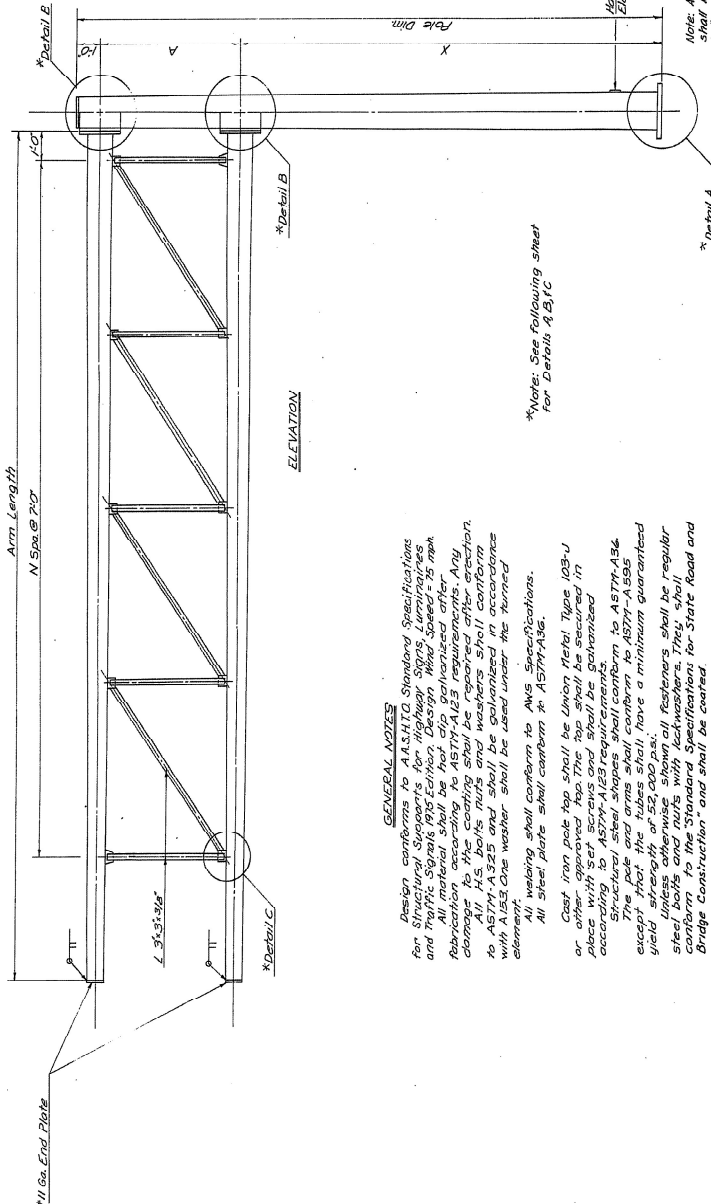 Arm Length
N Spa. @ 7'-0"
1'-0"
*Detail B
1'-0"
A
Pole Dim.
X
*Detail B
L 3"x3"x3/16"
*Detail C
*11 Ga. End Plate
ELEVATION
*Note: See following sheet
for Details A, B, & C
*Detail A
Note: A
shall
GENERAL NOTES
Design conforms to A.A.S.H.T.O. Standard Specifications
for Structural Supports for Highway Signs, Luminaires
and Traffic Signals 1975 Edition. Design Wind Speed = 75 mph.
All material shall be hot dip galvanized after
fabrication according to ASTM-A123 requirements. Any
damage to the coating shall be repaired after erection.
All H.S. bolts nuts and washers shall conform
to ASTM-A325 and shall be galvanized in accordance
with A153. One washer shall be used under the turned
element.
All welding shall conform to AWS Specifications.
All steel plate shall conform to ASTM-A36.
Cast iron pole top shall be Union Metal Type 103-J
or other approved top. The top shall be secured in
place with set screws and shall be galvanized
according to ASTM-A123 requirements.
Structural steel shapes shall conform to ASTM-A36.
The pole and arms shall conform to ASTM-A595
except that the tubes shall have a minimum guaranteed
yield strength of 52,000 p.s.i.
Unless otherwise shown all fasteners shall be regular
steel bolts and nuts with lockwashers. They shall
conform to the "Standard Specifications for State Road and
Bridge Construction" and shall be coated.